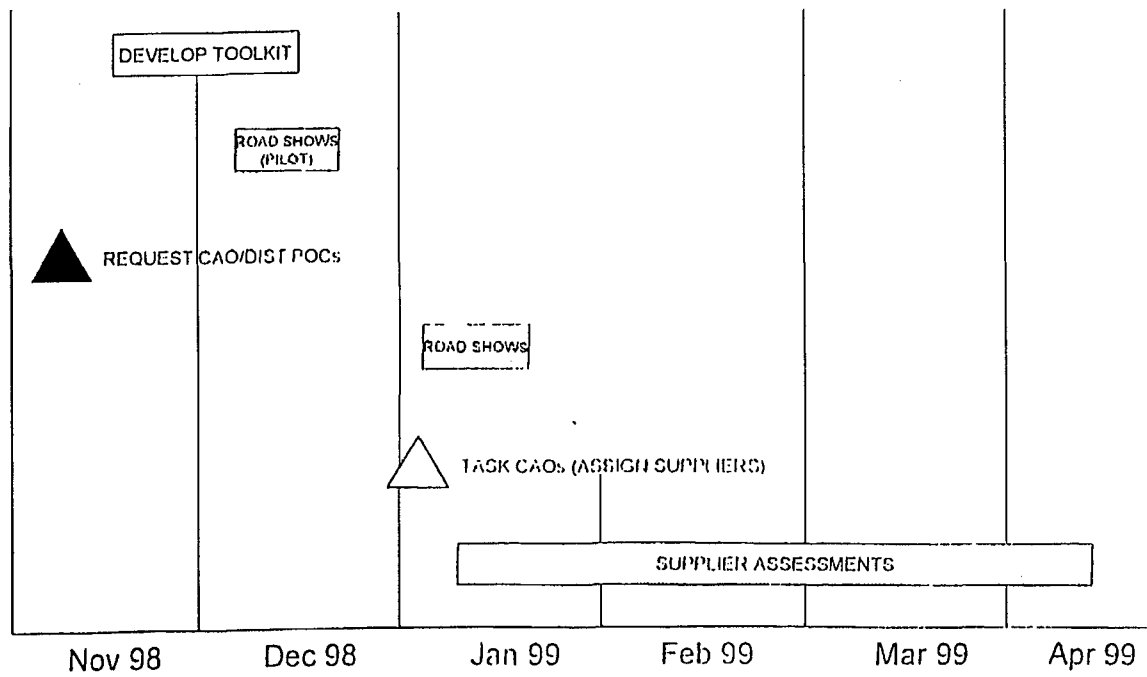 DEVELOP TOOLKIT
ROAD SHOWS
(PILOT)
REQUEST CAO/DIST POCs
ROAD SHOWS
TASK CAOs (ASSIGN SUPPLIERS)
SUPPLIER ASSESSMENTS
Nov 98 Dec 98 Jan 99 Feb 99 Mar 99 Apr 99